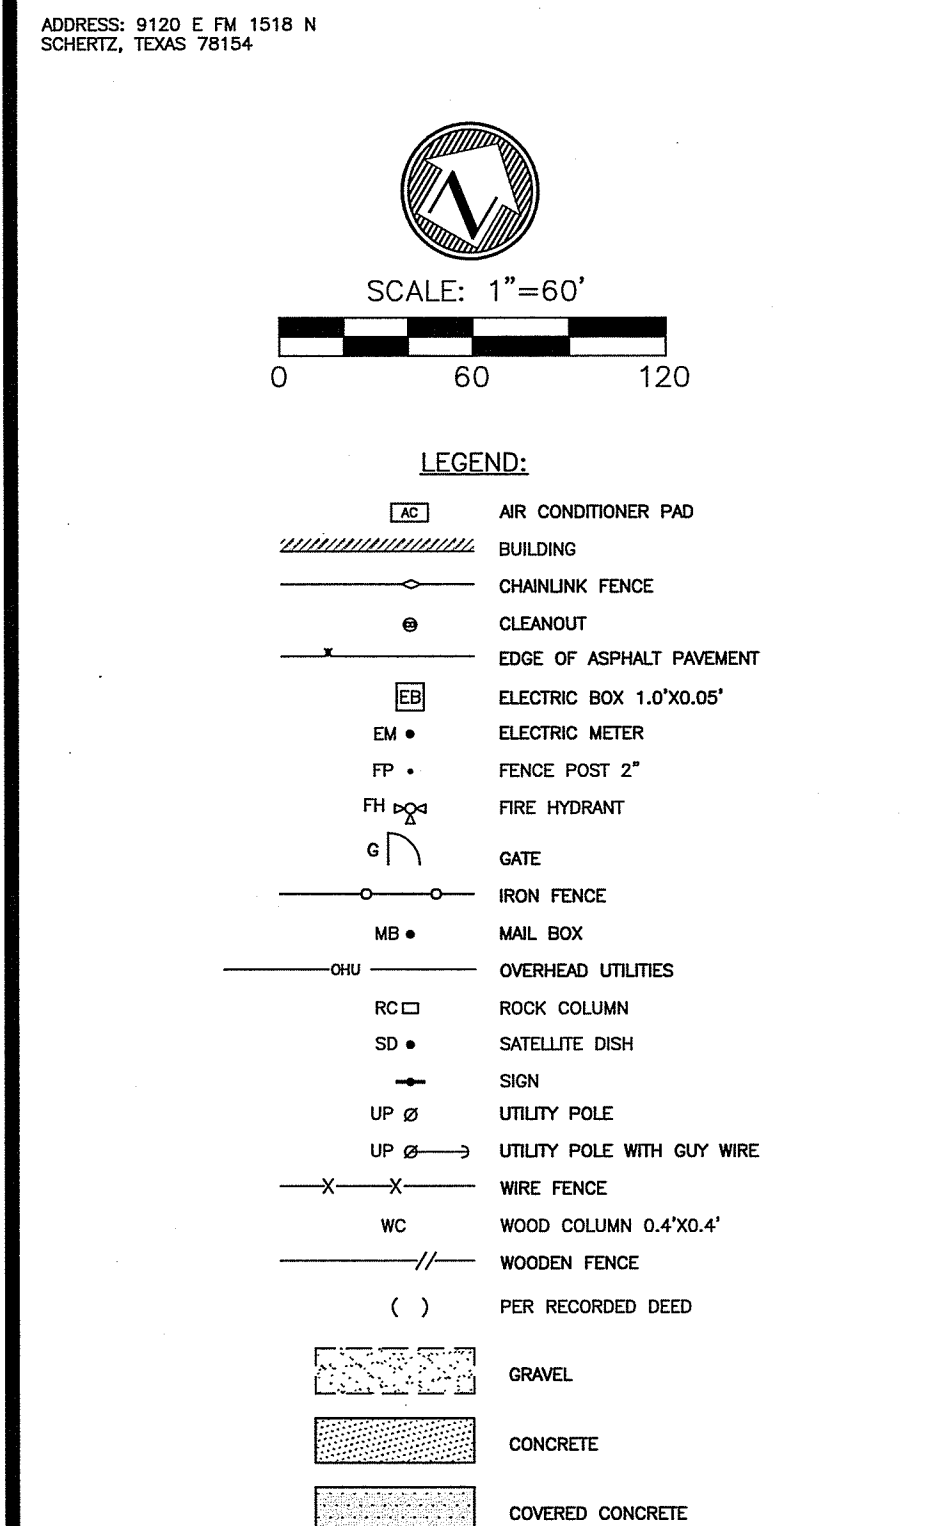 ADDRESS: 9120 E FM 1518 N
SCHERTZ, TEXAS 78154
N
SCALE: 1"=60'
0 60 120
LEGEND:
AC AIR CONDITIONER PAD
BUILDING
CHAINLINK FENCE
CO CLEANOUT
EDGE OF ASPHALT PAVEMENT
EB ELECTRIC BOX 1.0'X0.05'
EM ELECTRIC METER
FP FENCE POST 2"
FH FIRE HYDRANT
G GATE
IRON FENCE
MB MAIL BOX
OHU OVERHEAD UTILITIES
RC ROCK COLUMN
SD SATELLITE DISH
SIGN
UP UTILITY POLE
UP UTILITY POLE WITH GUY WIRE
X X WIRE FENCE
WC WOOD COLUMN 0.4'X0.4'
// WOODEN FENCE
( ) PER RECORDED DEED
GRAVEL
CONCRETE
COVERED CONCRETE